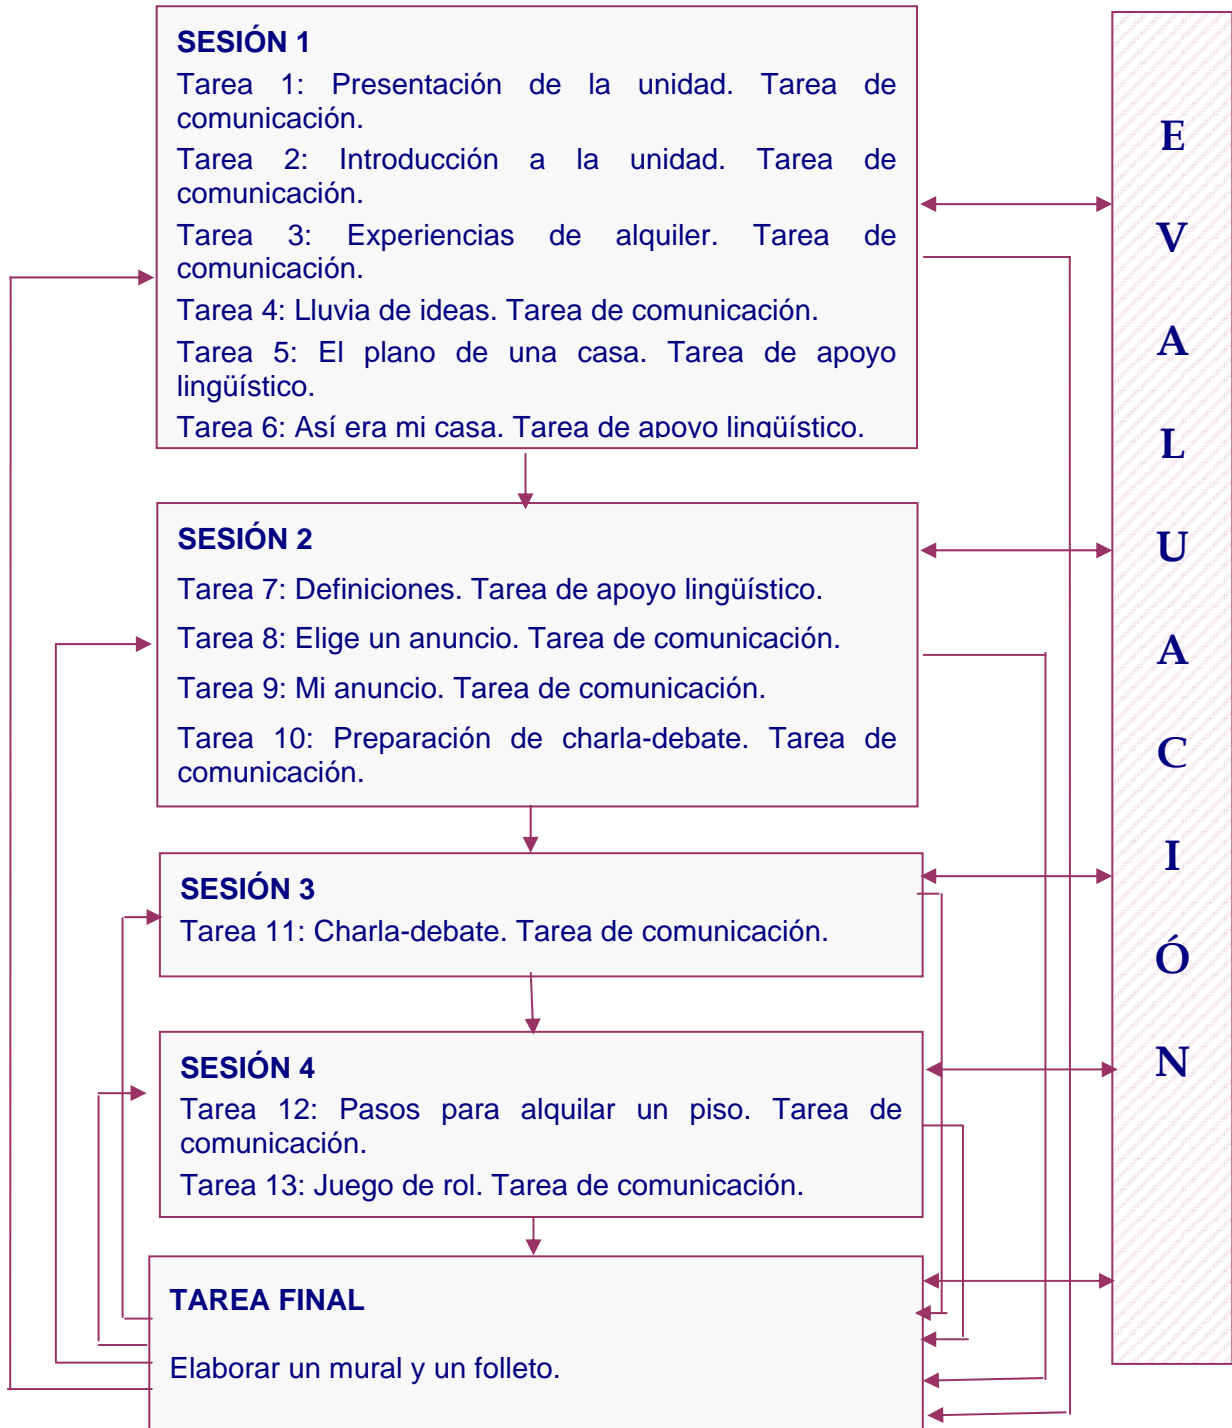 SESIÓN 1
Tarea 1: Presentación de la unidad. Tarea de
comunicación.
Tarea 2: Introducción a la unidad. Tarea de
comunicación.
Tarea 3: Experiencias de alquiler. Tarea de
comunicación.
Tarea 4: Lluvia de ideas. Tarea de comunicación.
Tarea 5: El plano de una casa. Tarea de apoyo
lingüístico.
Tarea 6: Así era mi casa. Tarea de apoyo lingüístico.
SESIÓN 2
Tarea 7: Definiciones. Tarea de apoyo lingüístico.
Tarea 8: Elige un anuncio. Tarea de comunicación.
Tarea 9: Mi anuncio. Tarea de comunicación.
Tarea 10: Preparación de charla-debate. Tarea de
comunicación.
SESIÓN 3
Tarea 11: Charla-debate. Tarea de comunicación.
SESIÓN 4
Tarea 12: Pasos para alquilar un piso. Tarea de
comunicación.
Tarea 13: Juego de rol. Tarea de comunicación.
TAREA FINAL
Elaborar un mural y un folleto.
E
V
A
L
U
A
C
I
Ó
N